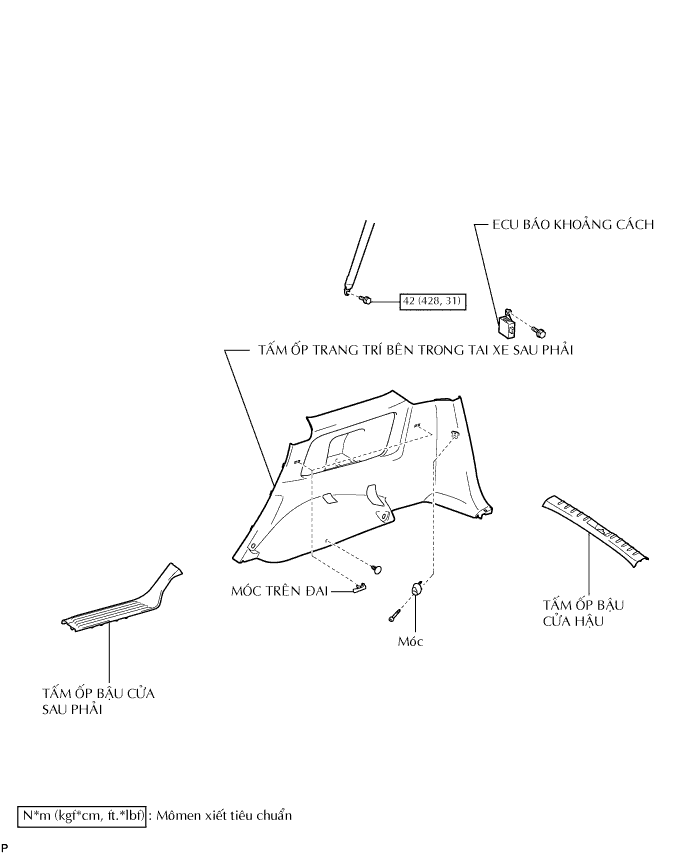 ECU BÁO KHOẢNG CÁCH
42 (428, 31)
TẤM ỐP TRANG TRÍ BÊN TRONG TAI XE SAU PHẢI
MÓC TRÊN ĐAI
TẤM ỐP BẬU
CỬA HẬU
Móc
TẤM ỐP BẬU CỬA
SAU PHẢI
N*m (kgf*cm, ft.*lbf) : Mômen xiết tiêu chuẩn
P